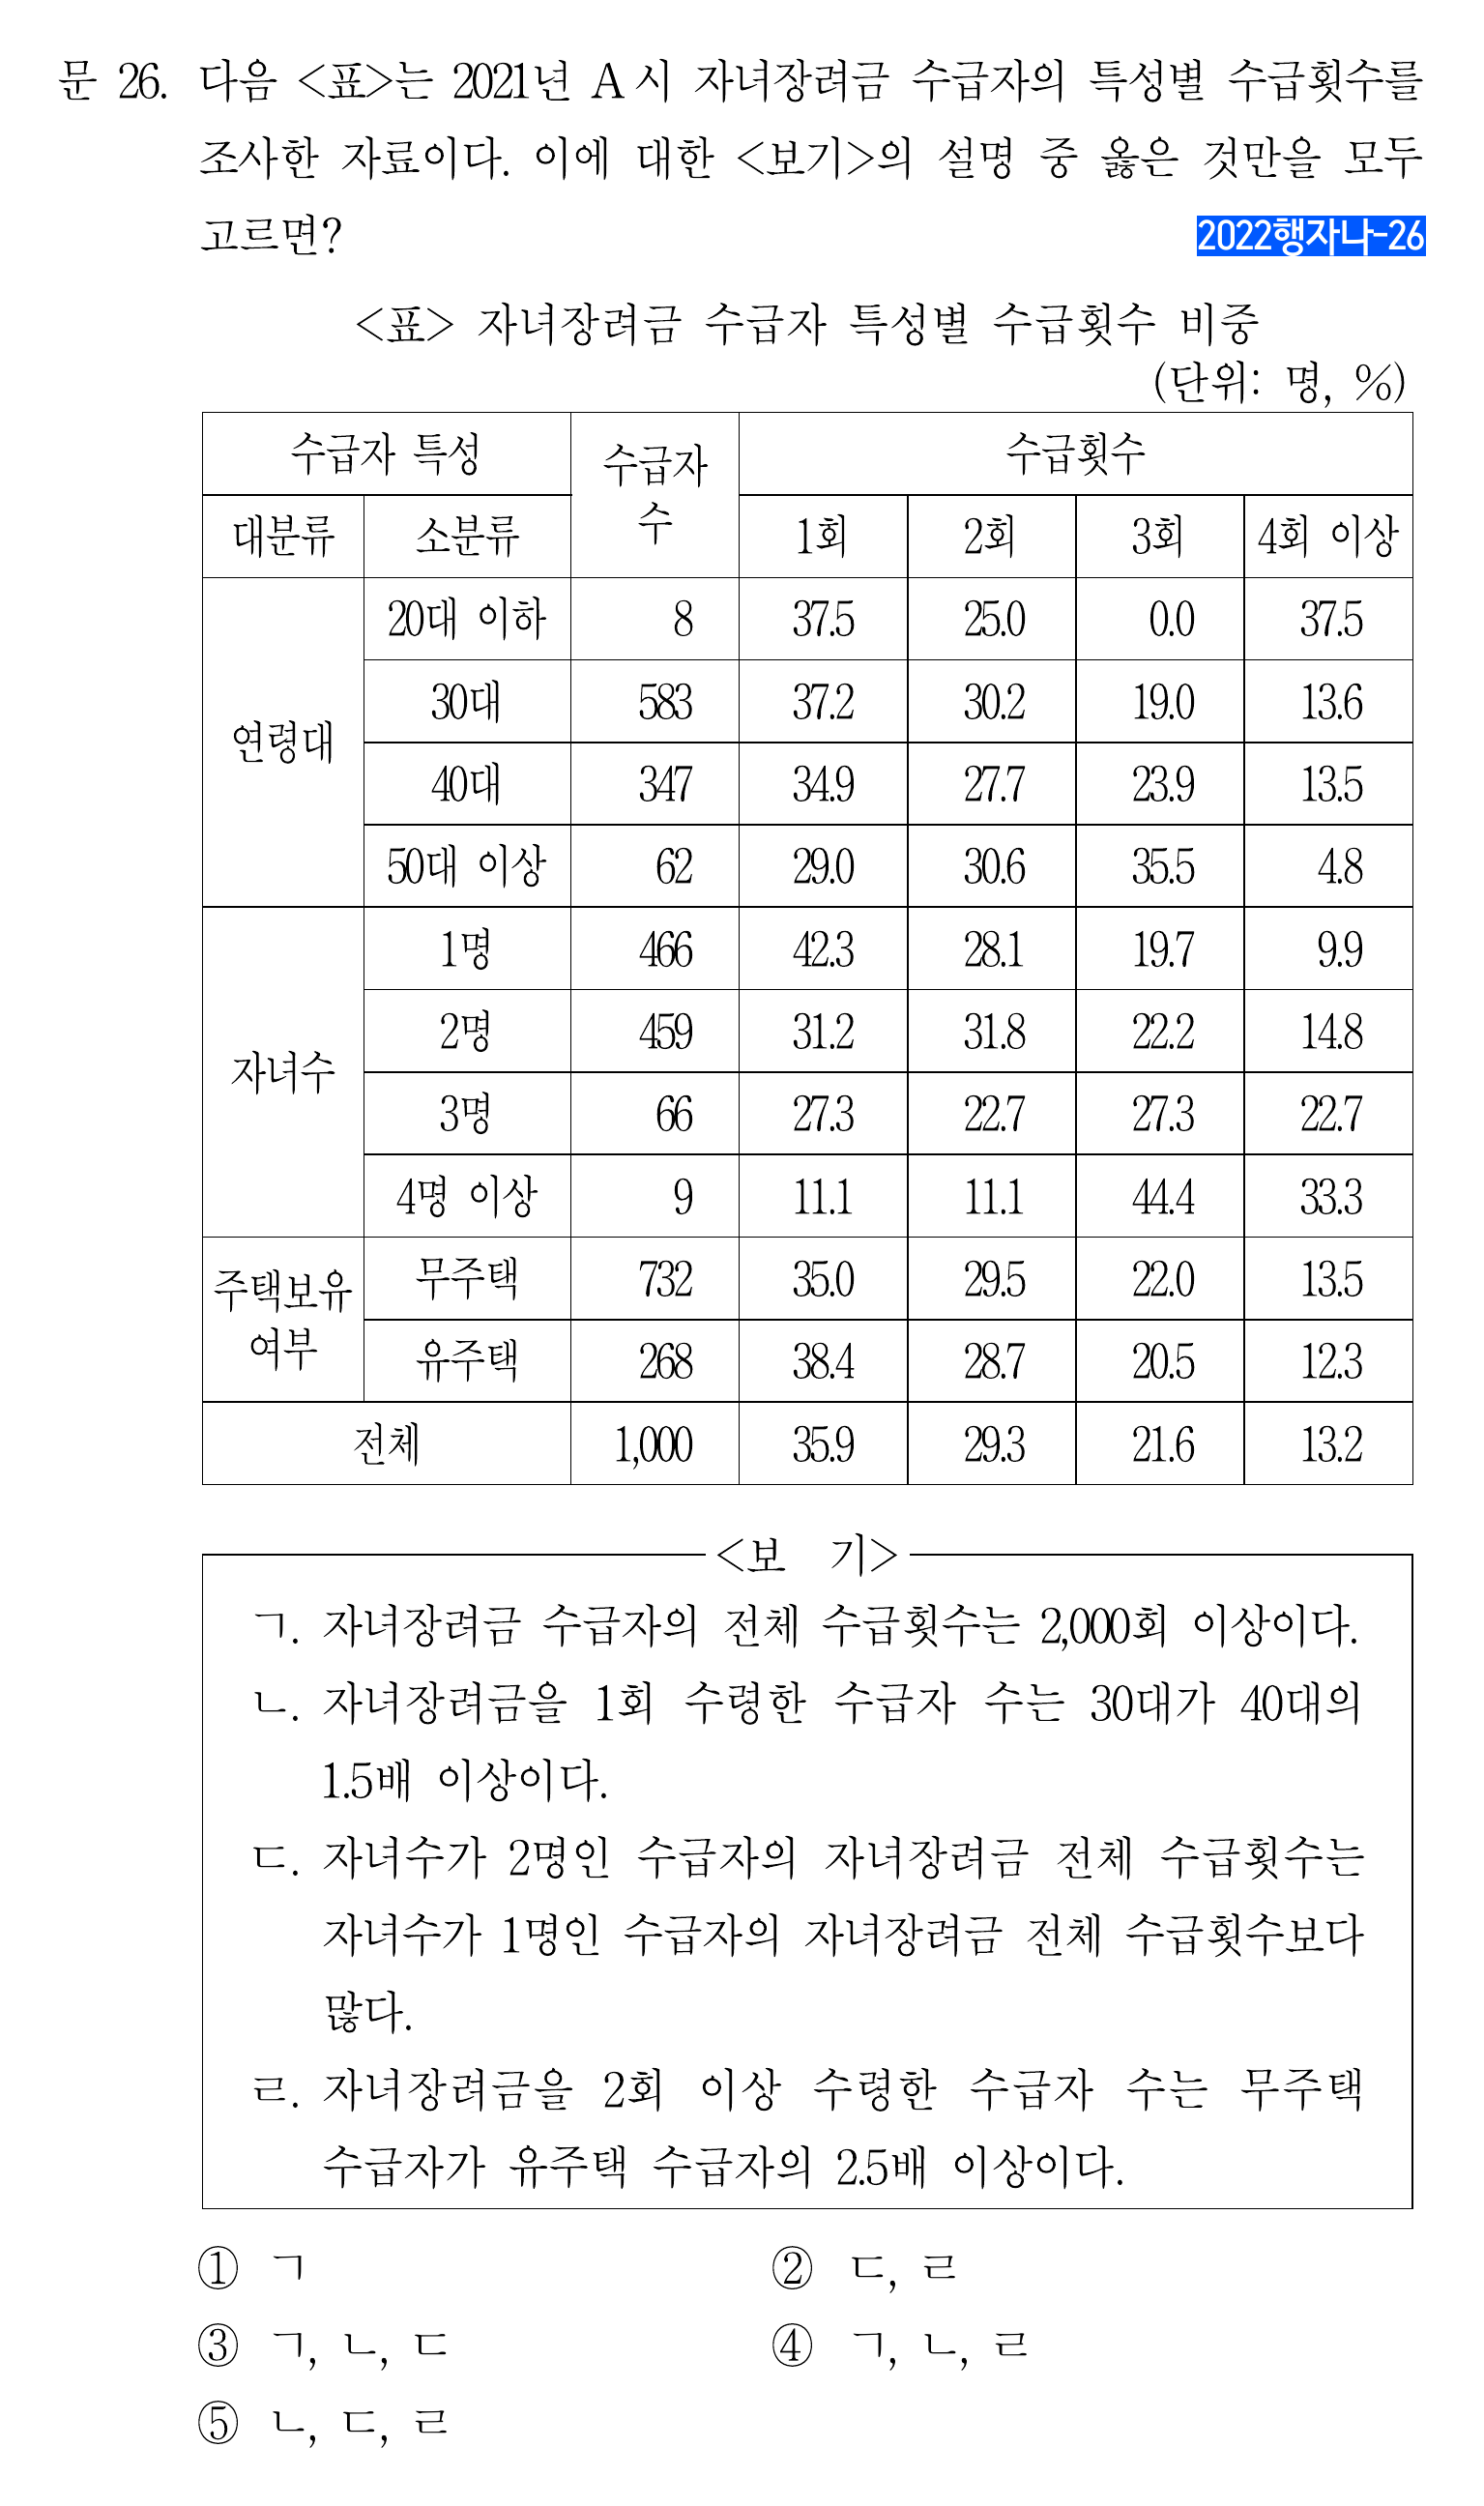 문 26. 다음 <표>는 2021년 A시 자녀장려금 수급자의 특성별 수급횟수를
조사한 자료이다. 이에 대한 <보기>의 설명 중 옳은 것만을 모두
고르면?
2022행자나-26
<표> 자녀장려금 수급자 특성별 수급횟수 비중
(단위: 명, %)
수급자 특성 수급자 수 수급횟수
대분류 소분류 1회 2회 3회 4회 이상
연령대 20대 이하 8 37.5 25.0 0.0 37.5
30대 583 37.2 30.2 19.0 13.6
40대 347 34.9 27.7 23.9 13.5
50대 이상 62 29.0 30.6 35.5 4.8
자녀수 1명 466 42.3 28.1 19.7 9.9
2명 459 31.2 31.8 22.2 14.8
3명 66 27.3 22.7 27.3 22.7
4명 이상 9 11.1 11.1 44.4 33.3
주택보유 여부 무주택 732 35.0 29.5 22.0 13.5
유주택 268 38.4 28.7 20.5 12.3
전체 1,000 35.9 29.3 21.6 13.2
<보 기>
ㄱ. 자녀장려금 수급자의 전체 수급횟수는 2,000회 이상이다.
ㄴ. 자녀장려금을 1회 수령한 수급자 수는 30대가 40대의
1.5배 이상이다.
ㄷ. 자녀수가 2명인 수급자의 자녀장려금 전체 수급횟수는
자녀수가 1명인 수급자의 자녀장려금 전체 수급횟수보다
많다.
ㄹ. 자녀장려금을 2회 이상 수령한 수급자 수는 무주택
수급자가 유주택 수급자의 2.5배 이상이다.
① ㄱ ② ㄷ, ㄹ
③ ㄱ, ㄴ, ㄷ ④ ㄱ, ㄴ, ㄹ
⑤ ㄴ, ㄷ, ㄹ